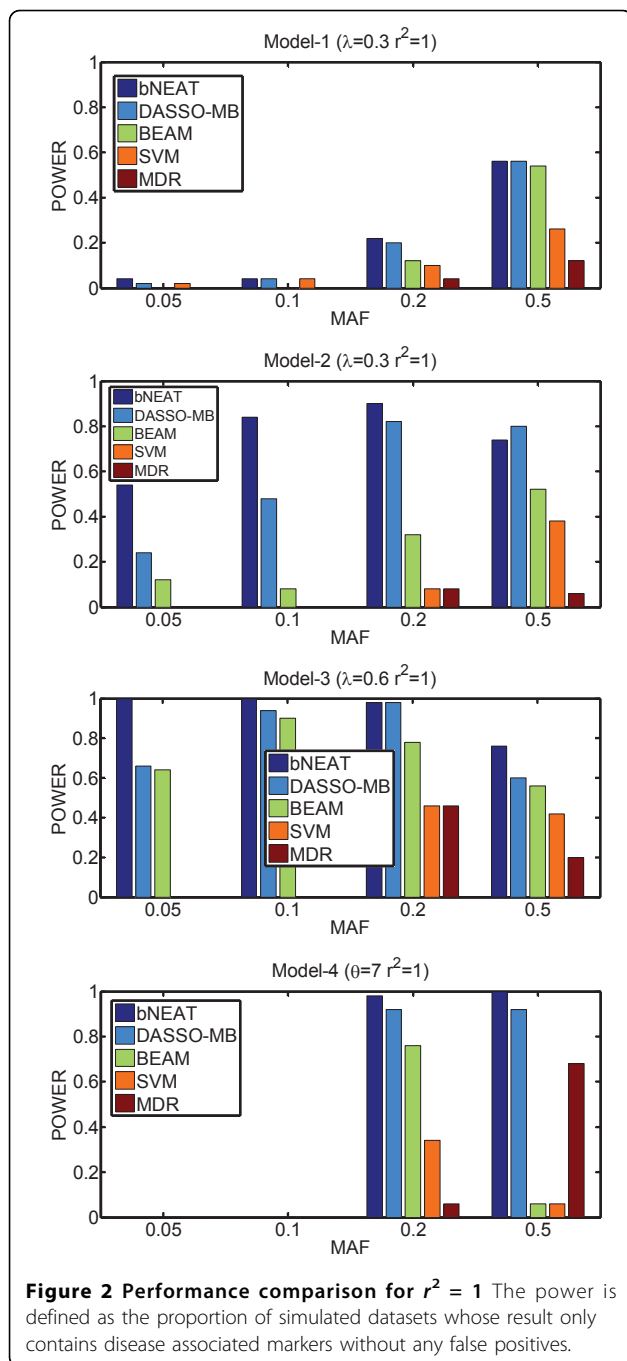 Model-1 (λ=0.3 r²=1)
1
0.8
0.6
0.4
0.2
0
POWER
bNEAT
DASSO-MB
BEAM
SVM
MDR
0.05 0.1 0.2 0.5
MAF
Model-2 (λ=0.3 r²=1)
1
0.8
0.6
0.4
0.2
0
POWER
bNEAT
DASSO-MB
BEAM
SVM
MDR
0.05 0.1 0.2 0.5
MAF
Model-3 (λ=0.6 r²=1)
1
0.8
0.6
0.4
0.2
0
POWER
bNEAT
DASSO-MB
BEAM
SVM
MDR
0.05 0.1 0.2 0.5
MAF
Model-4 (θ=7 r²=1)
1
0.8
0.6
0.4
0.2
0
POWER
bNEAT
DASSO-MB
BEAM
SVM
MDR
0.05 0.1 0.2 0.5
MAF
Figure 2 Performance comparison for r² = 1 The power is
defined as the proportion of simulated datasets whose result only
contains disease associated markers without any false positives.